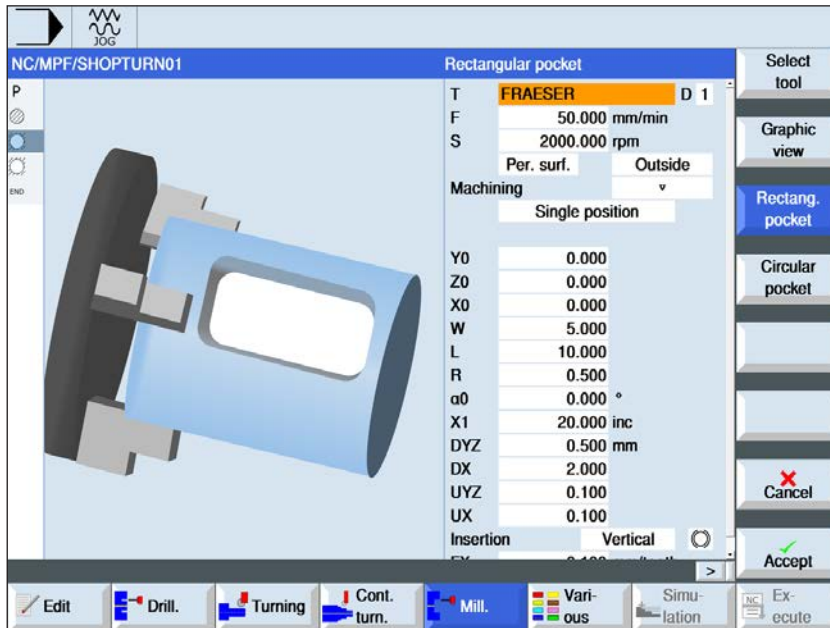 JOG
NC/MPF/SHOPTURN01
P
END
Rectangular pocket
T FRAESER D 1
F 50.000 mm/min
S 2000.000 rpm
Per. surf. Outside
Machining ▿
Single position
Y0 0.000
Z0 0.000
X0 0.000
W 5.000
L 10.000
R 0.500
α0 0.000 °
X1 20.000 inc
DYZ 0.500 mm
DX 2.000
UYZ 0.100
UX 0.100
Insertion Vertical
>
Select
tool
Graphic
view
Rectang.
pocket
Circular
pocket
Cancel
Accept
Edit
Drill.
Turning
Cont.
turn.
Mill.
Vari-
ous
Simu-
lation
NC
Ex-
ecute